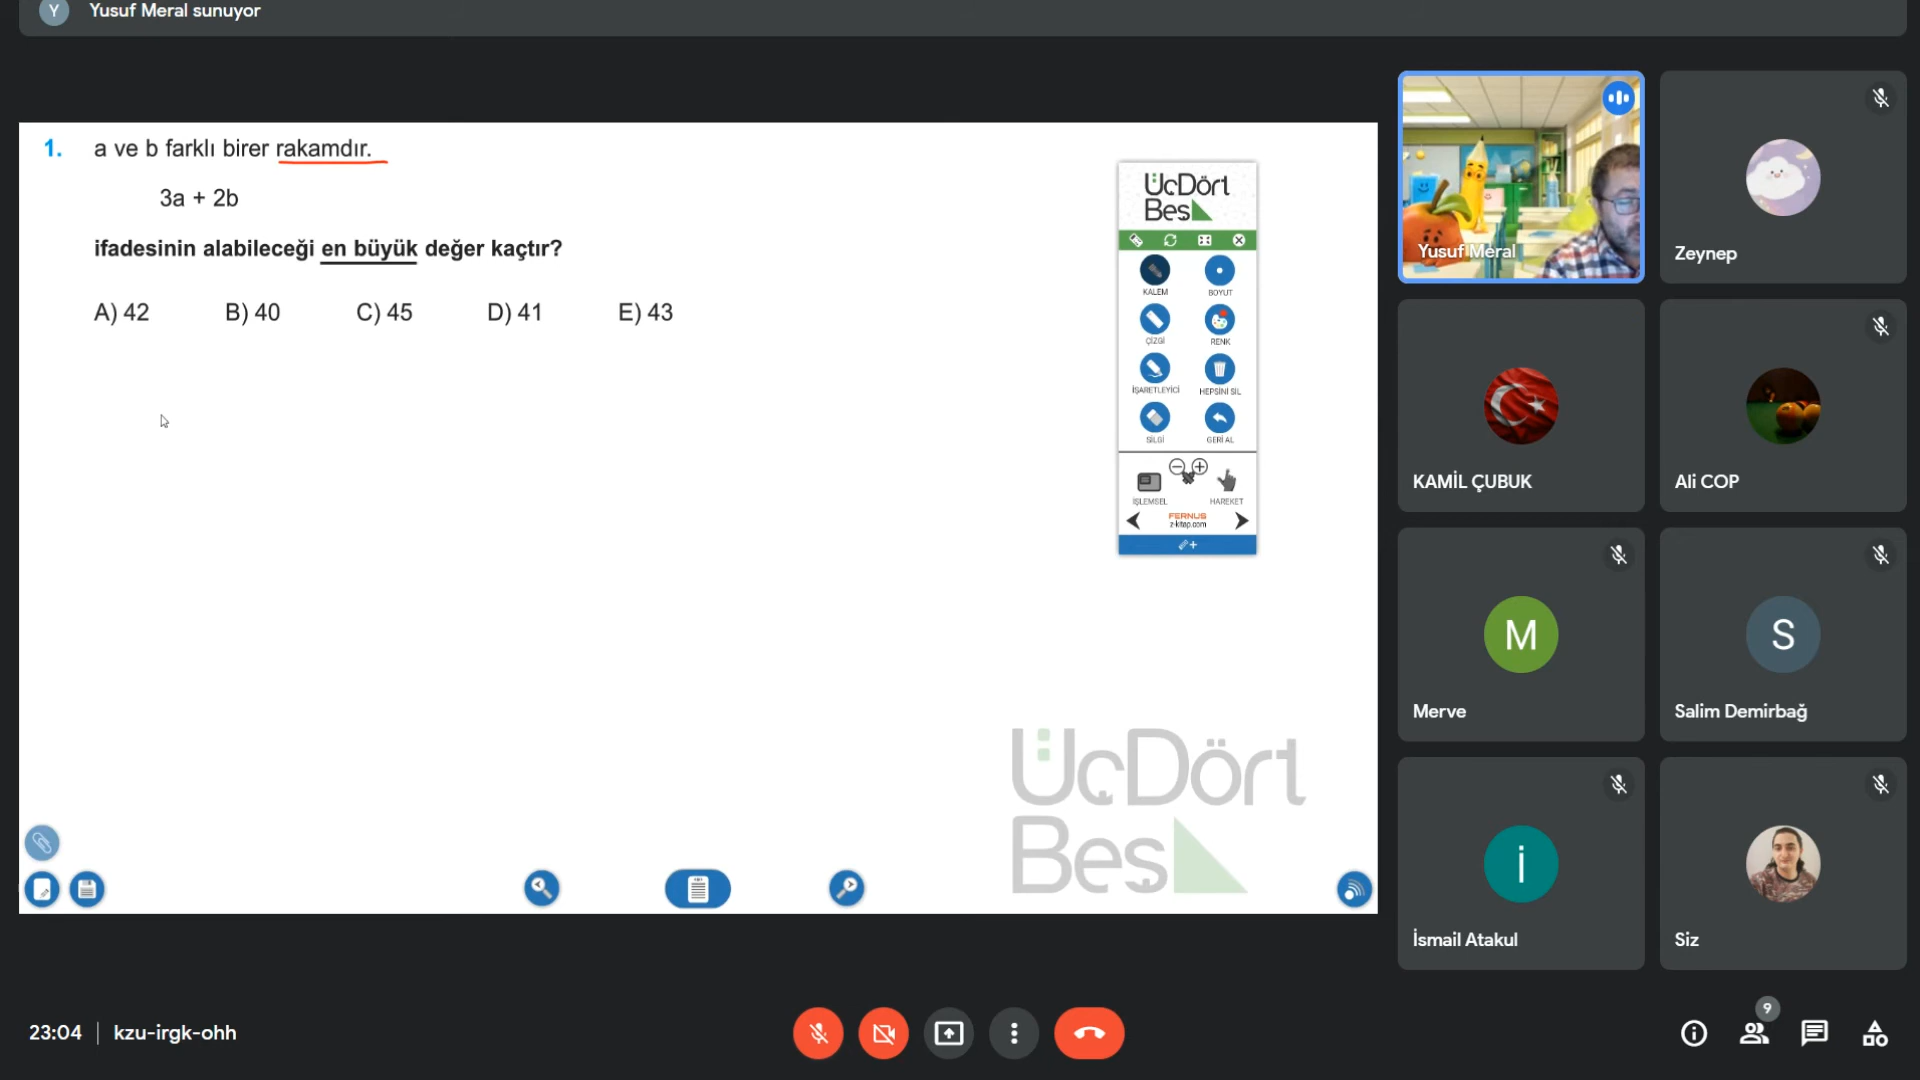 Y Yusuf Meral sunuyor
1. a ve b farklı birer rakamdır.
3a + 2b
ifadesinin alabileceği en büyük değer kaçtır?
A) 42 B) 40 C) 45 D) 41 E) 43
ÜçDört
Beş
KALEM BOYUT
ÇİZGİ RENK
İŞARETLEYİCİ HEPSİNİ SİL
SİLGİ GERİ AL
İŞLEMSEL HAREKET
FERNUS
z-kitap.com
ÜçDört
Beş
Yusuf Meral
Zeynep
KAMİL ÇUBUK
Ali COP
M
Merve
S
Salim Demirbağ
İ
İsmail Atakul
Siz
23:04 kzu-irgk-ohh
9